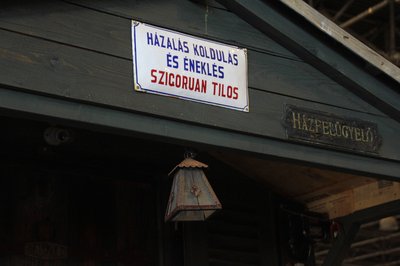 HÁZALÁS KOLDULÁS
ÉS ÉNEKLÉS
SZIGORÚAN TILOS
HÁZFELÜGYELŐ